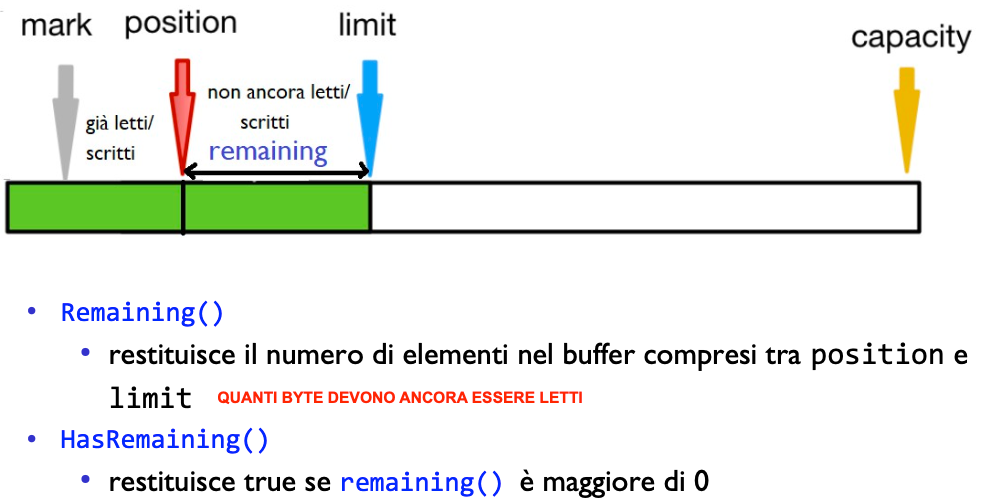 mark position limit capacity
già letti/
scritti
non ancora letti/
scritti
remaining
• Remaining()
• restituisce il numero di elementi nel buffer compresi tra position e
limit QUANTI BYTE DEVONO ANCORA ESSERE LETTI
• HasRemaining()
• restituisce true se remaining() è maggiore di 0